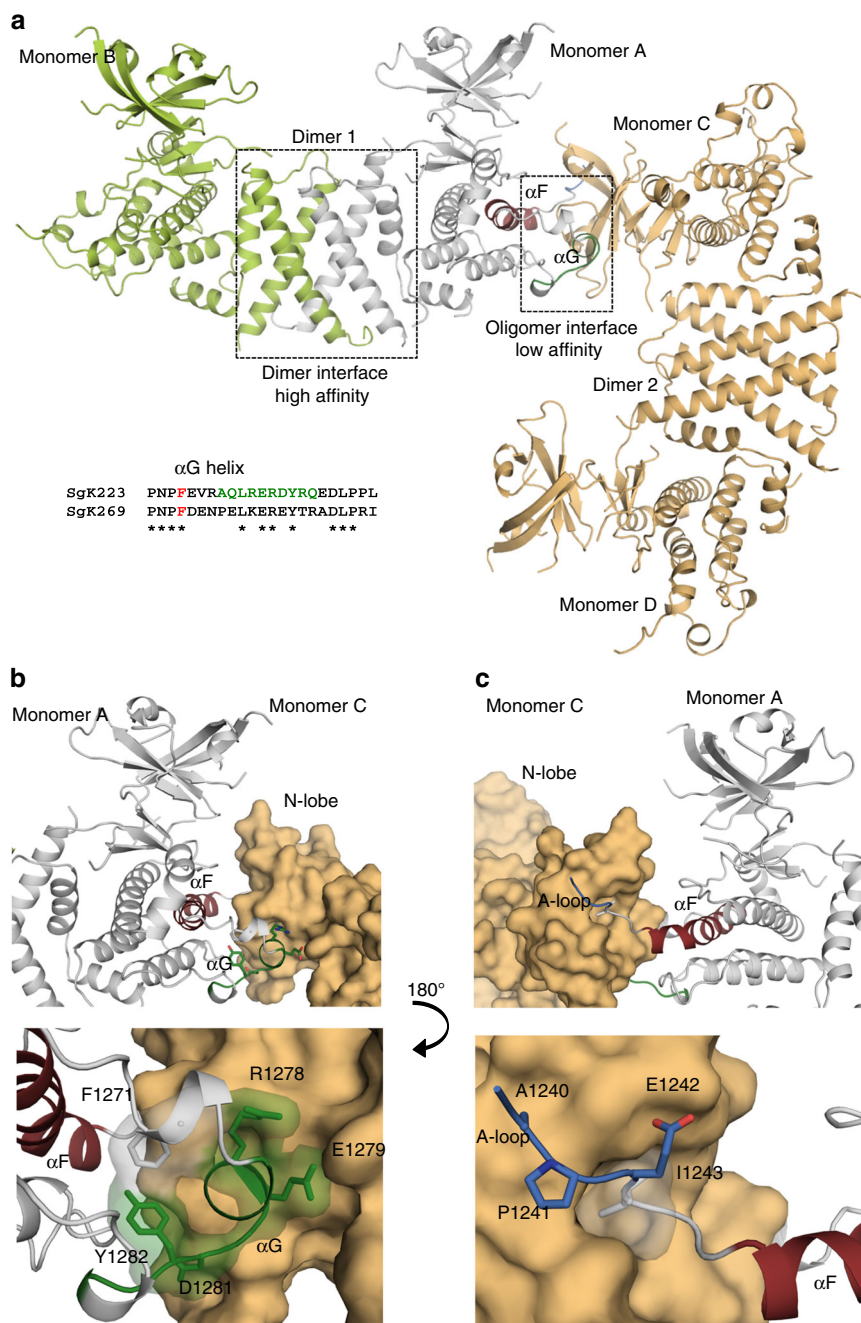 a
Monomer B
Monomer A
Dimer 1
Monomer C
αF
αG
Oligomer interface
low affinity
Dimer interface
high affinity
Dimer 2
αG helix
SgK223 PNPFEVRAQLRERDYRQEDLPPL
SgK269 PNPFDENPELKEREYTRADLPRI
**** * ** * ***
Monomer D
b
Monomer A
Monomer C
N-lobe
αF
αG
c
Monomer C
Monomer A
N-lobe
A-loop
αF
180°
F1271
R1278
E1279
αF
Y1282
αG
D1281
A1240
E1242
A-loop
I1243
P1241
αF